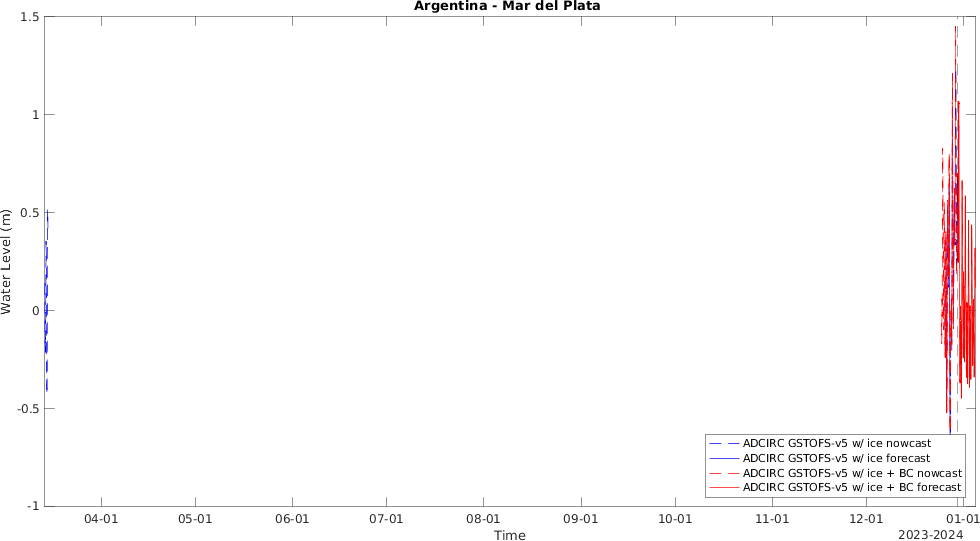 Argentina - Mar del Plata
Water Level (m)
1.5
1
0.5
0
-0.5
-1
ADCIRC GSTOFS-v5 w/ ice nowcast
ADCIRC GSTOFS-v5 w/ ice forecast
ADCIRC GSTOFS-v5 w/ ice + BC nowcast
ADCIRC GSTOFS-v5 w/ ice + BC forecast
04-01 05-01 06-01 07-01 08-01 09-01 10-01 11-01 12-01 01-01
Time
2023-2024